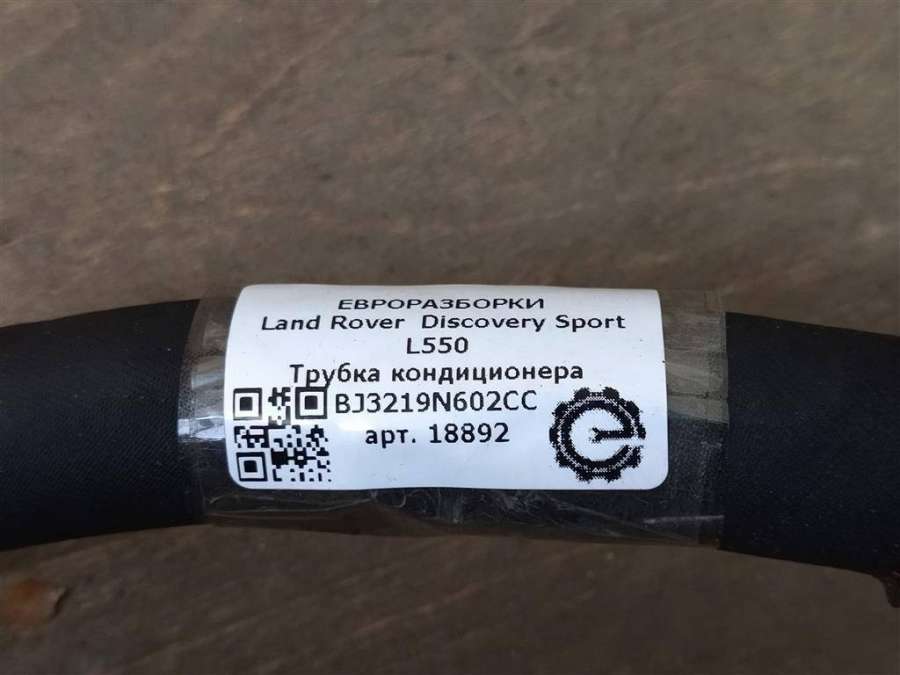 ЕВРОРАЗБОРКИ
Land Rover Discovery Sport
L550
Трубка кондиционера
BJ3219N602CC
арт. 18892